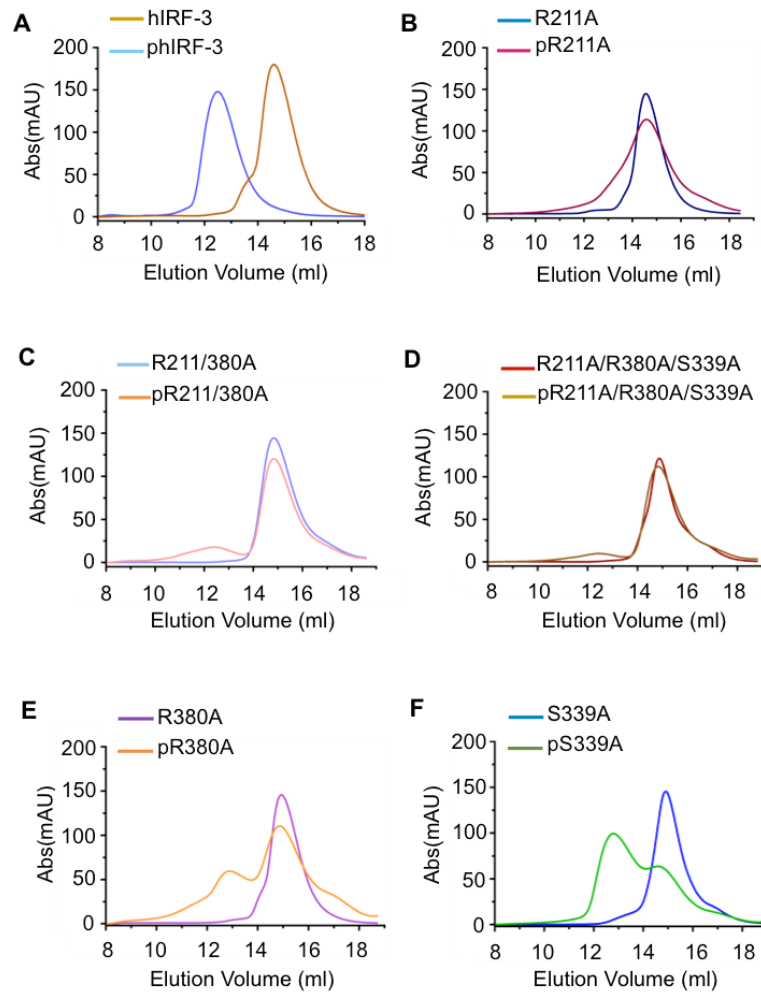 A
hIRF-3
phIRF-3
200
150
100
50
0
Abs(mAU)
8 10 12 14 16 18
Elution Volume (ml)
B
R211A
pR211A
200
150
100
50
0
Abs(mAU)
8 10 12 14 16 18
Elution Volume (ml)
C
R211/380A
pR211/380A
200
150
100
50
0
Abs(mAU)
8 10 12 14 16 18
Elution Volume (ml)
D
R211A/R380A/S339A
pR211A/R380A/S339A
200
150
100
50
0
Abs(mAU)
8 10 12 14 16 18
Elution Volume (ml)
E
R380A
pR380A
200
150
100
50
0
Abs(mAU)
8 10 12 14 16 18
Elution Volume (ml)
F
S339A
pS339A
200
150
100
50
0
Abs(mAU)
8 10 12 14 16 18
Elution Volume (ml)